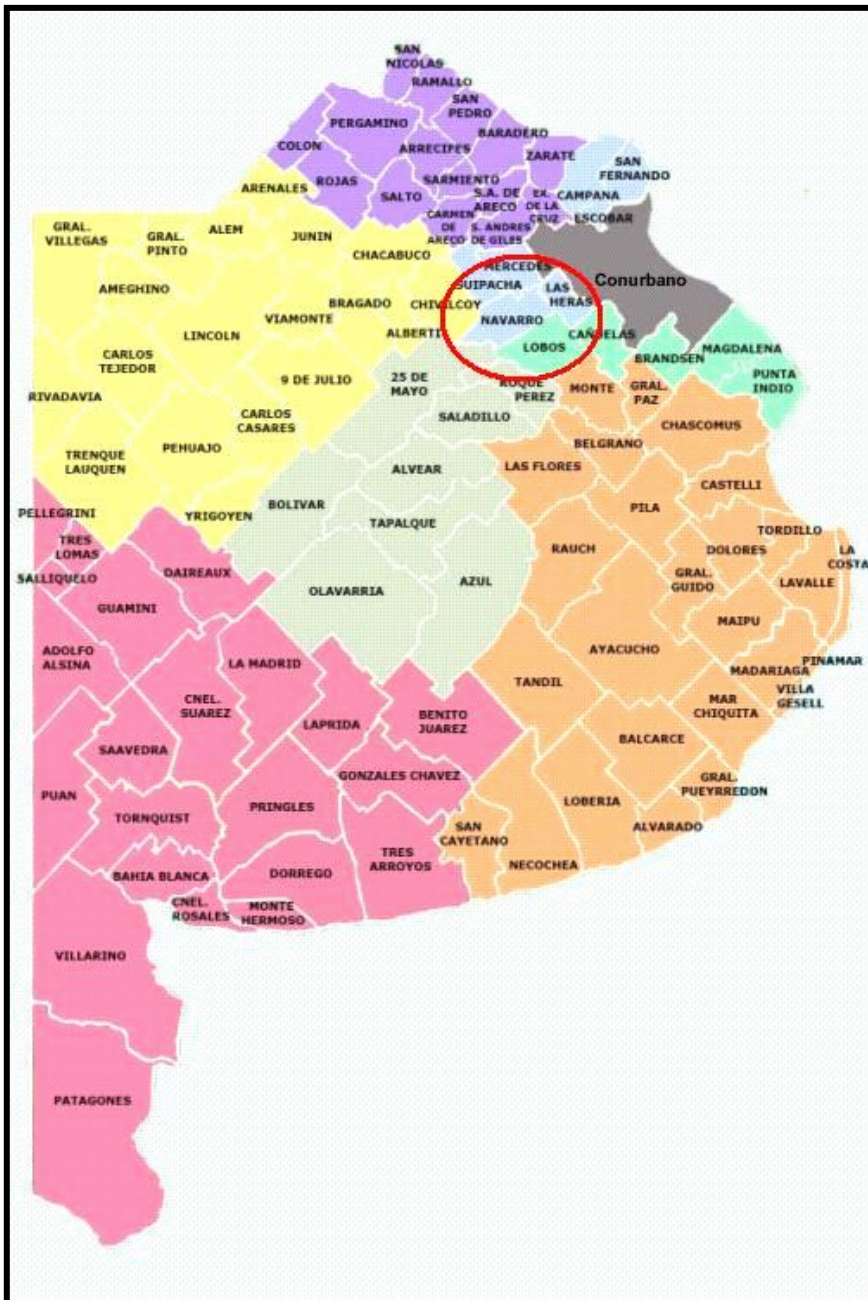 SAN
NICOLAS
RAMALLO
SAN
PEDRO
PERGAMINO
BARADERO
COLON
ARRECIFES
ZARATE
SAN
FERNANDO
ARENALES
ROJAS
SARMIENTO
SALTO
S.A. DE
ARECO
EX.
DE LA
CRUZ
CAMPANA
ESCOBAR
CARMEN
DE
ARECO
S. ANDRES
DE GILES
GRAL.
VILLEGAS
GRAL.
PINTO
ALEM
JUNIN
CHACABUCO
MERCEDES
SUIPACHA
LAS
HERAS
Conurbano
AMEGHINO
BRAGADO
CHIVILCOY
NAVARRO
VIAMONTE
LINCOLN
ALBERTI
CAÑUELAS
LOBOS
BRANDSEN
MAGDALENA
PUNTA
INDIO
CARLOS
TEJEDOR
9 DE JULIO
25 DE
MAYO
ROQUE
PEREZ
MONTE
GRAL.
PAZ
RIVADAVIA
CARLOS
CASARES
SALADILLO
CHASCOMUS
TRENQUE
LAUQUEN
PEHUAJO
BELGRANO
ALVEAR
LAS FLORES
CASTELLI
PELLEGRINI
YRIGOYEN
BOLIVAR
TAPALQUE
PILA
TORDILLO
TRES
LOMAS
SALLIQUELO
DAIREAUX
RAUCH
DOLORES
LA
COSTA
GUAMINI
OLAVARRIA
AZUL
GRAL.
GUIDO
LAVALLE
MAIPU
ADOLFO
ALSINA
LA MADRID
AYACUCHO
PINAMAR
MADARIAGA
TANDIL
VILLA
GESELL
CNEL.
SUAREZ
LAPRIDA
BENITO
JUAREZ
MAR
CHIQUITA
SAAVEDRA
BALCARCE
GONZALES CHAVEZ
GRAL.
PUEYRREDON
PUAN
PRINGLES
LOBERIA
TORNQUIST
SAN
CAYETANO
ALVARADO
TRES
ARROYOS
NECOCHEA
BAHIA BLANCA
DORREGO
CNEL.
ROSALES
MONTE
HERMOSO
VILLARINO
PATAGONES